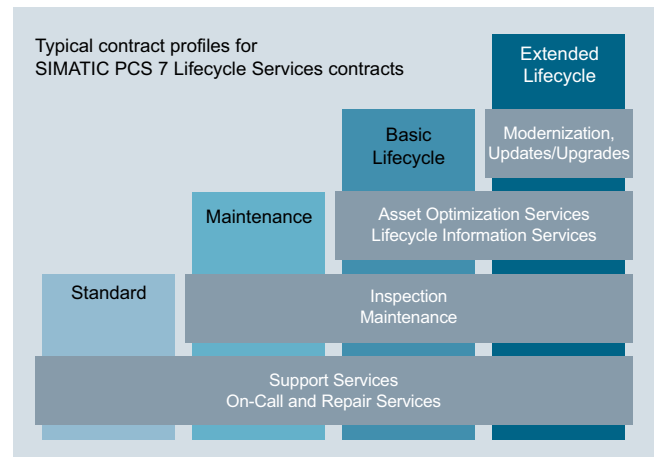 Typical contract profiles for
SIMATIC PCS 7 Lifecycle Services contracts
Extended
Lifecycle
Basic
Lifecycle
Modernization,
Updates/Upgrades
Maintenance
Asset Optimization Services
Lifecycle Information Services
Standard
Inspection
Maintenance
Support Services
On-Call and Repair Services